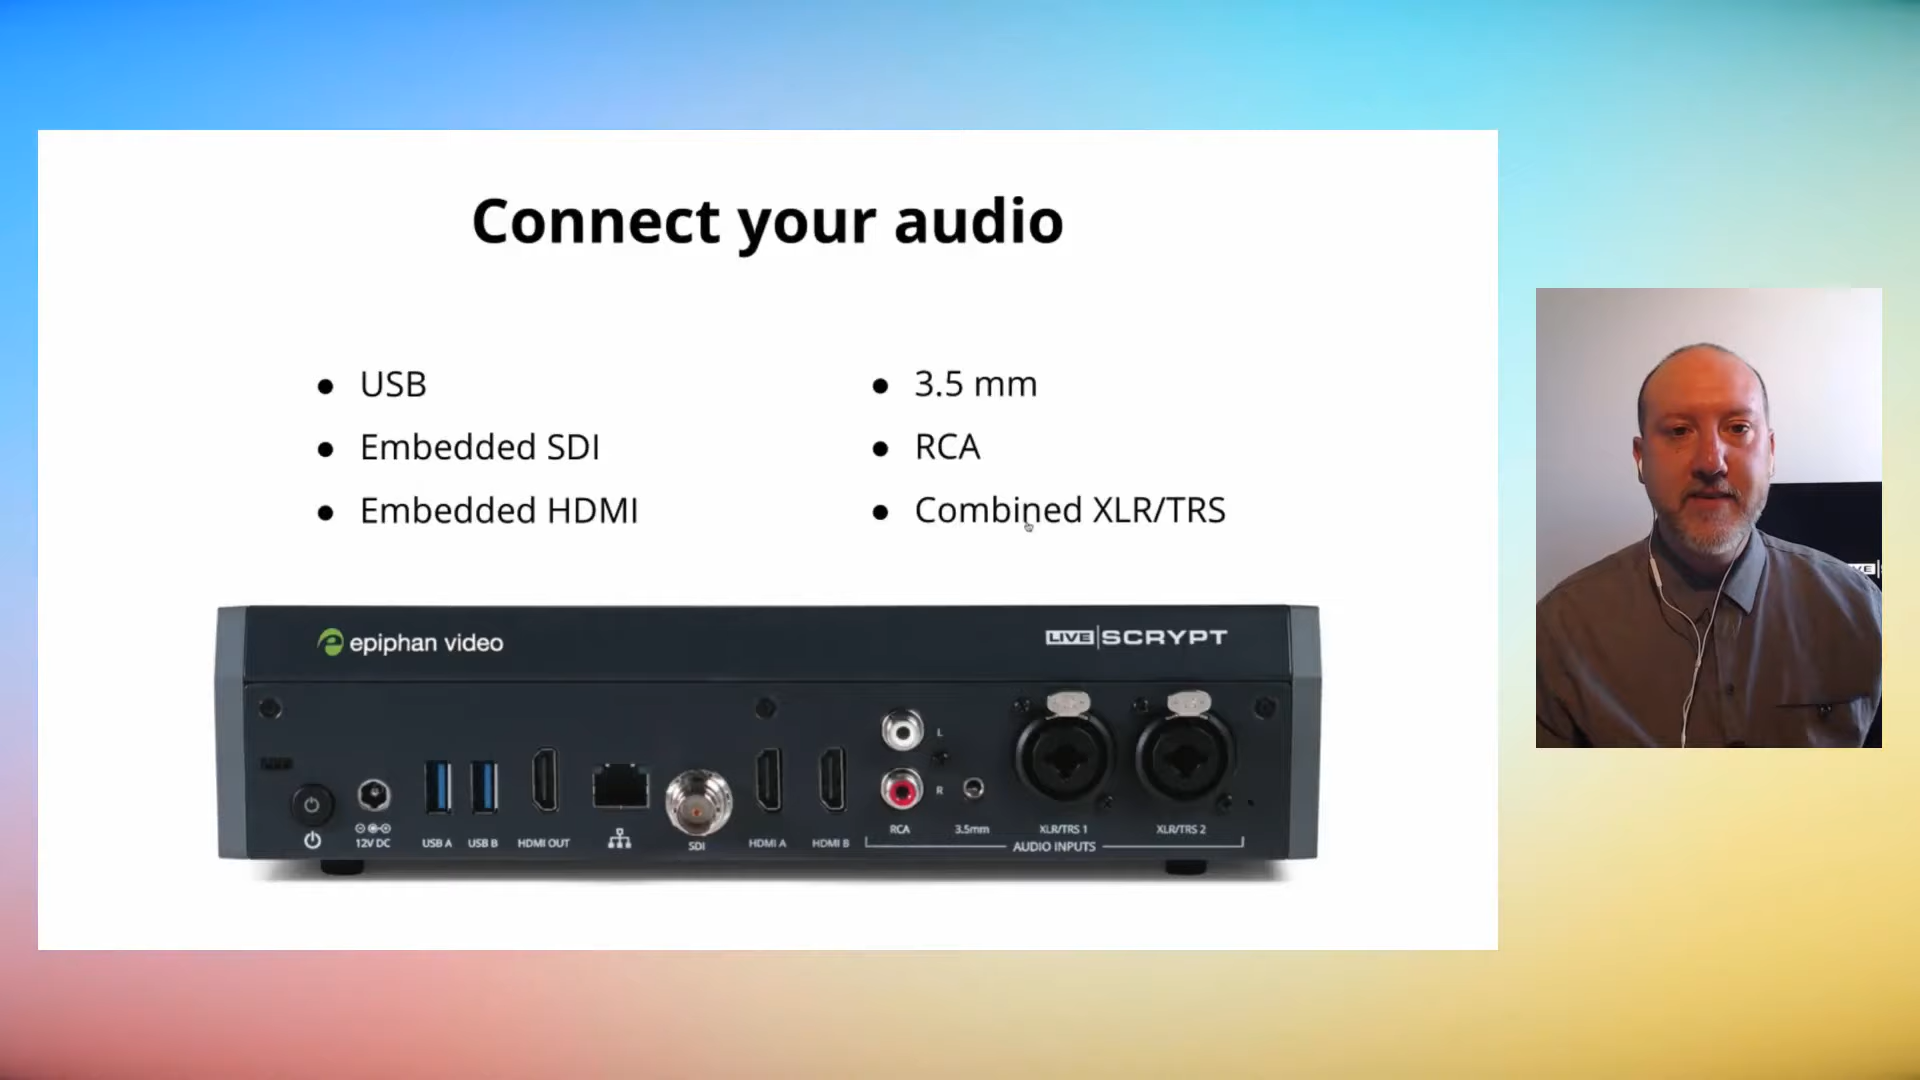 Connect your audio
USB
Embedded SDI
Embedded HDMI
3.5 mm
RCA
Combined XLR/TRS
epiphan video
LIVE SCRYPT
L
R
12V DC
USB A
USB B
HDMI OUT
SDI
HDMI A
HDMI B
RCA
3.5mm
XLR/TRS 1
XLR/TRS 2
AUDIO INPUTS